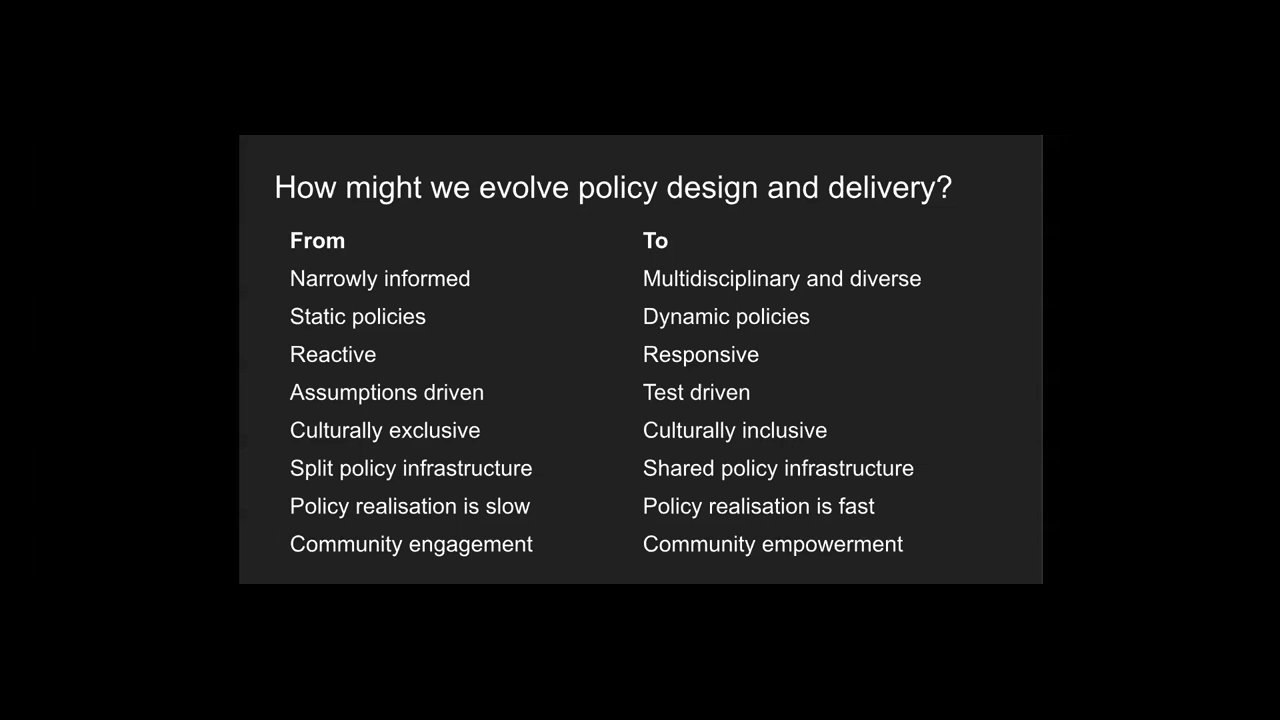 How might we evolve policy design and delivery?
From To
Narrowly informed Multidisciplinary and diverse
Static policies Dynamic policies
Reactive Responsive
Assumptions driven Test driven
Culturally exclusive Culturally inclusive
Split policy infrastructure Shared policy infrastructure
Policy realisation is slow Policy realisation is fast
Community engagement Community empowerment